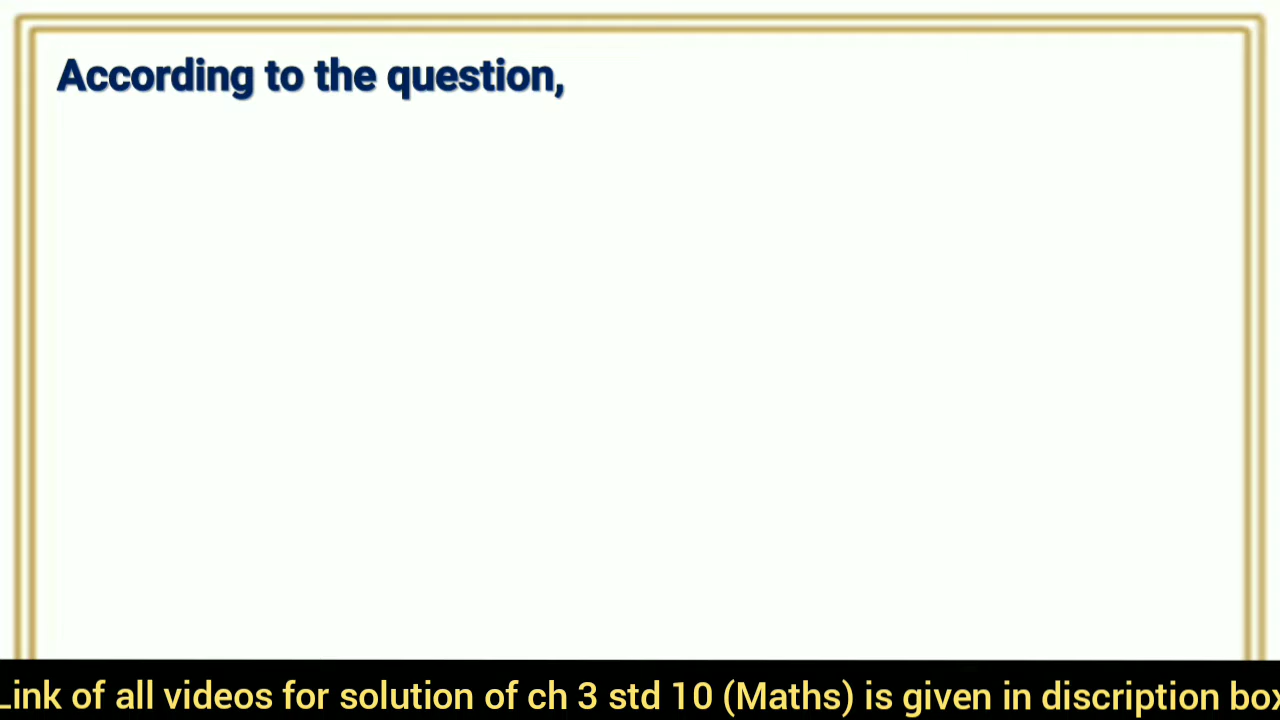 According to the question,
Link of all videos for solution of ch 3 std 10 (Maths) is given in discription box